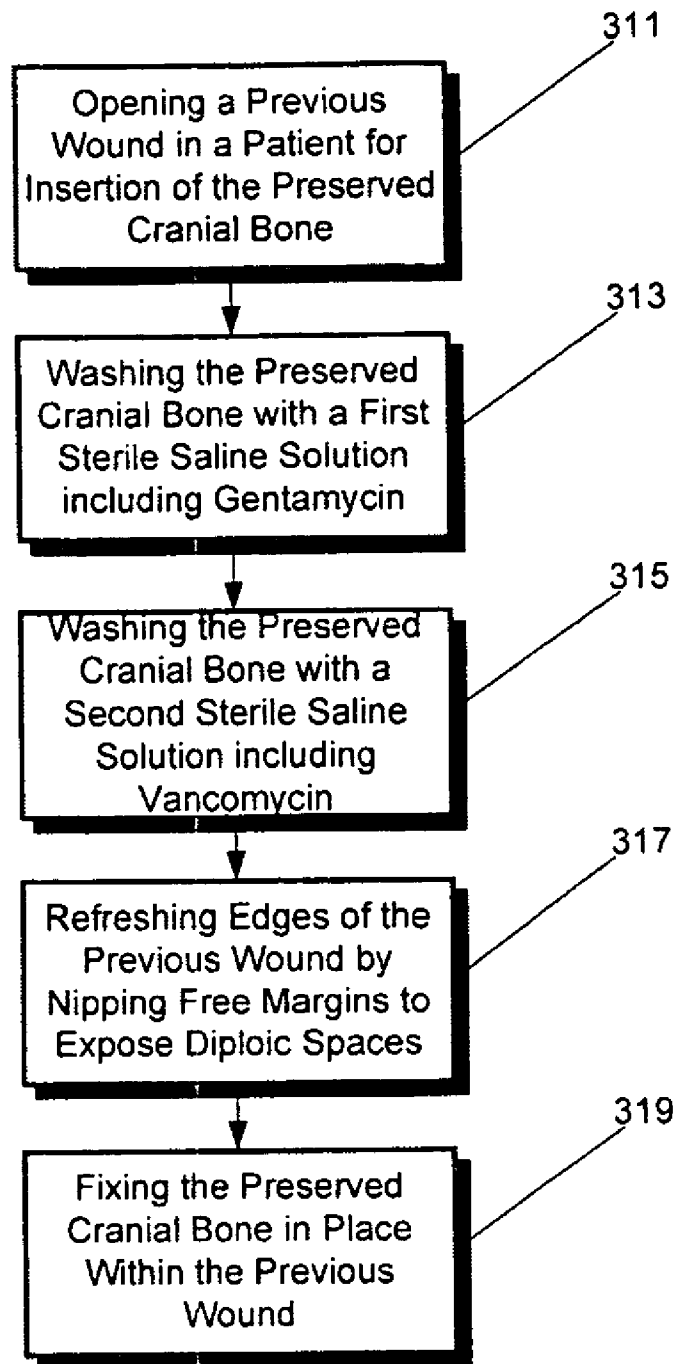 311
Opening a Previous
Wound in a Patient for
Insertion of the Preserved
Cranial Bone
313
Washing the Preserved
Cranial Bone with a First
Sterile Saline Solution
including Gentamycin
315
Washing the Preserved
Cranial Bone with a
Second Sterile Saline
Solution including
Vancomycin
317
Refreshing Edges of the
Previous Wound by
Nipping Free Margins to
Expose Diploic Spaces
319
Fixing the Preserved
Cranial Bone in Place
Within the Previous
Wound